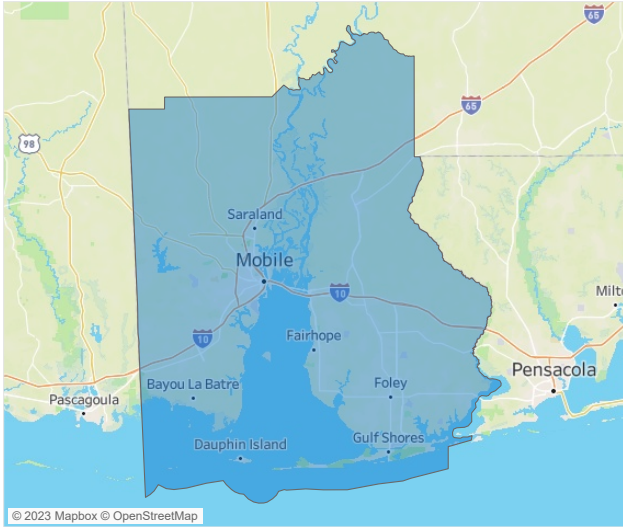 65
65
98
Saraland
Mobile
10
Milt
Fairhope
10
Pensacola
Bayou La Batre
Foley
Pascagoula
Gulf Shores
Dauphin Island
© 2023 Mapbox © OpenStreetMap